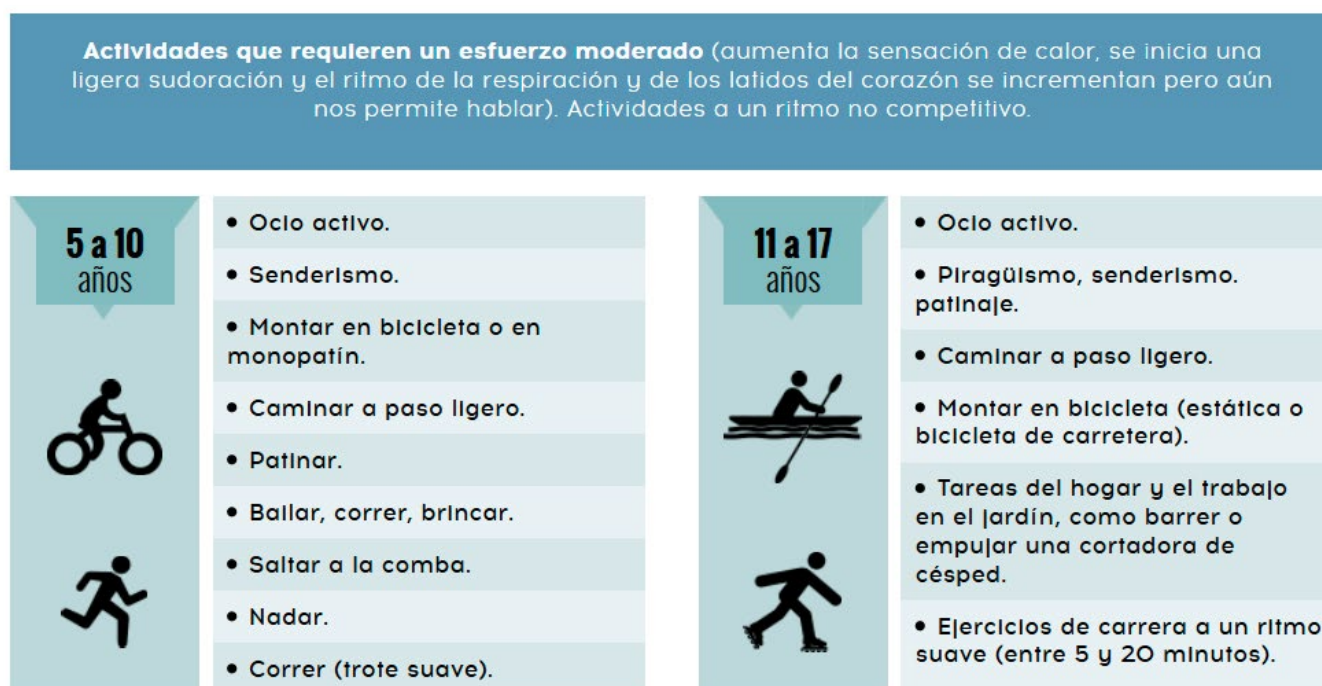 Actividades que requieren un esfuerzo moderado (aumenta la sensación de calor, se inicia una
ligera sudoración y el ritmo de la respiración y de los latidos del corazón se incrementan pero aún
nos permite hablar). Actividades a un ritmo no competitivo.
5 a 10
años
• Ocio activo.
• Senderismo.
• Montar en bicicleta o en
monopatín.
• Caminar a paso ligero.
• Patinar.
• Bailar, correr, brincar.
• Saltar a la comba.
• Nadar.
• Correr (trote suave).
11 a 17
años
• Ocio activo.
• Piragüismo, senderismo.
patinaje.
• Caminar a paso ligero.
• Montar en bicicleta (estática o
bicicleta de carretera).
• Tareas del hogar y el trabajo
en el jardín, como barrer o
empujar una cortadora de
césped.
• Ejercicios de carrera a un ritmo
suave (entre 5 y 20 minutos).